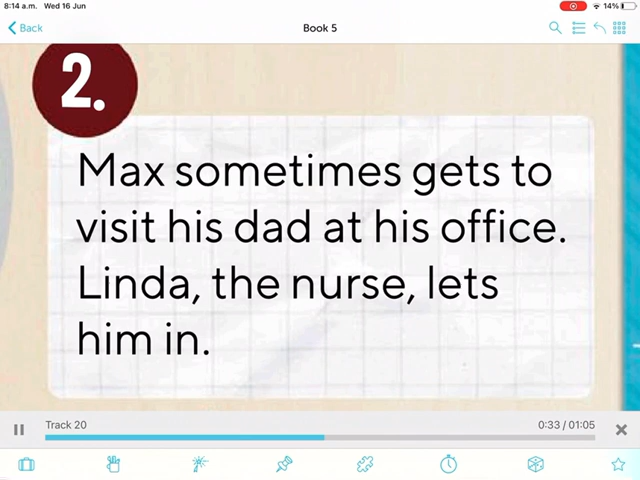 8:14 a.m. Wed 16 Jun 14%
Back Book 5
2.
Max sometimes gets to
visit his dad at his office.
Linda, the nurse, lets
him in.
Track 20 0:33 / 01:05